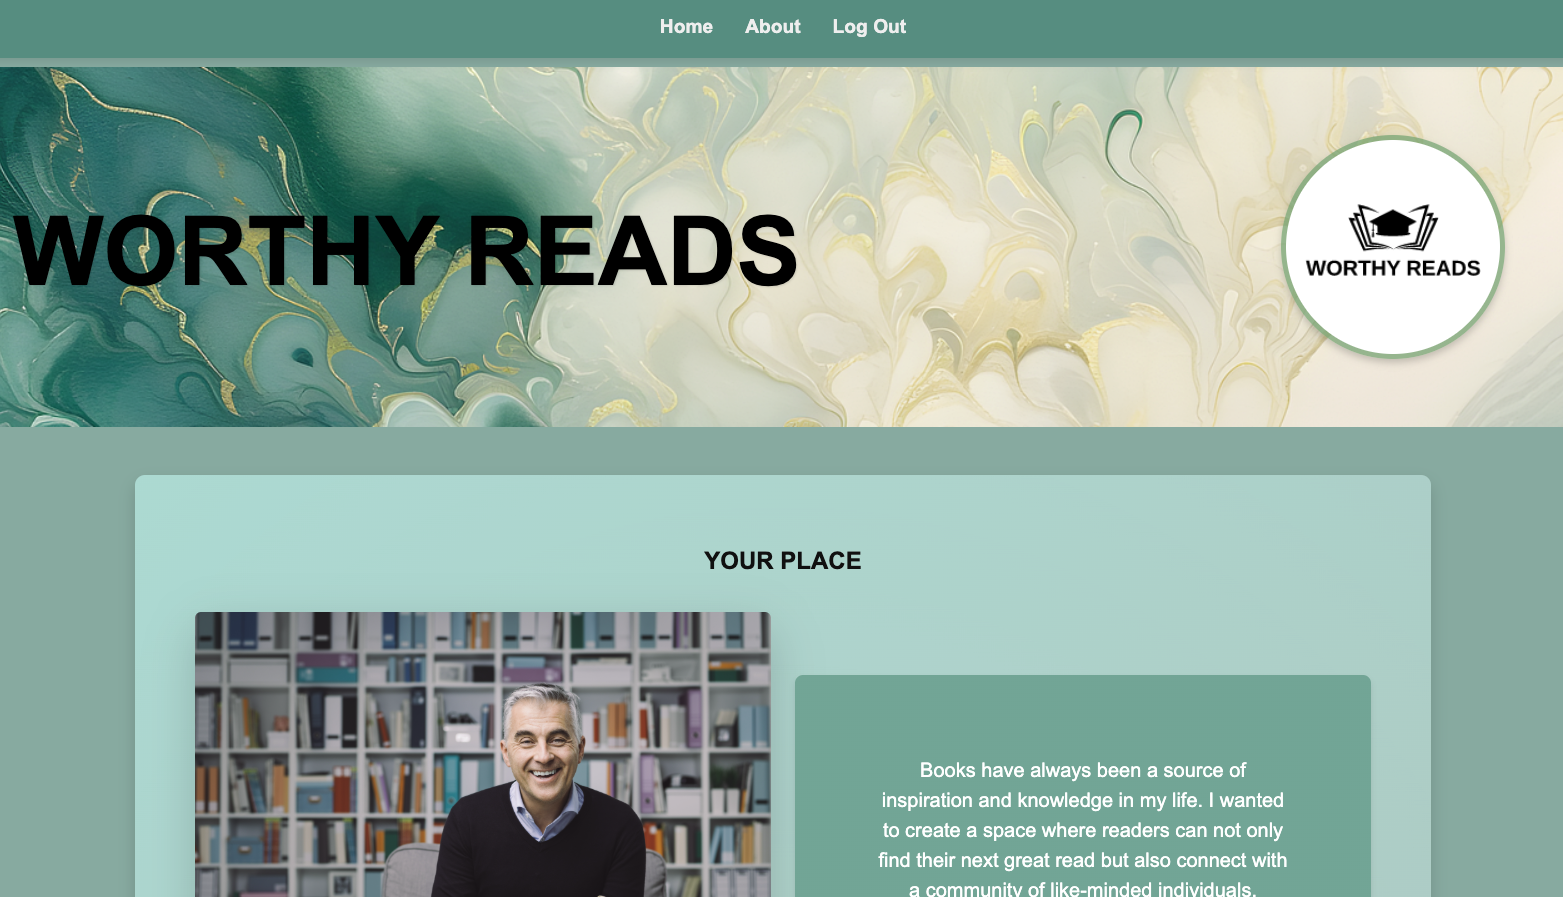 Home About Log Out
WORTHY READS
WORTHY READS
YOUR PLACE
Books have always been a source of
inspiration and knowledge in my life. I wanted
to create a space where readers can not only
find their next great read but also connect with
a community of like-minded individuals.